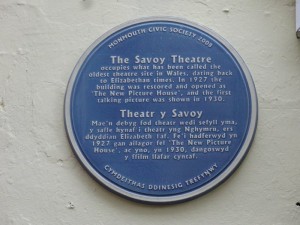 MONMOUTH CIVIC SOCIETY 2008
The Savoy Theatre
occupies what has been called the
oldest theatre site in Wales, dating back
to Elizabethan times. In 1927 the
building was restored and opened as
'The New Picture House', and the first
talking picture was shown in 1930.
Theatr y Savoy
Mae'n debyg fod theatr wedi sefyll yma,
y safle hynaf i theatr yng Nghymru, ers
ddyddian Elizabeth 1af. Fe'i hadferwyd yn
1927 gan ailagor fel 'The New Picture
House', ac yno, yn 1930, dangoswyd
y ffilm llafar cyntaf.
CYMDEITHAS DDINESIG TREFYNWY